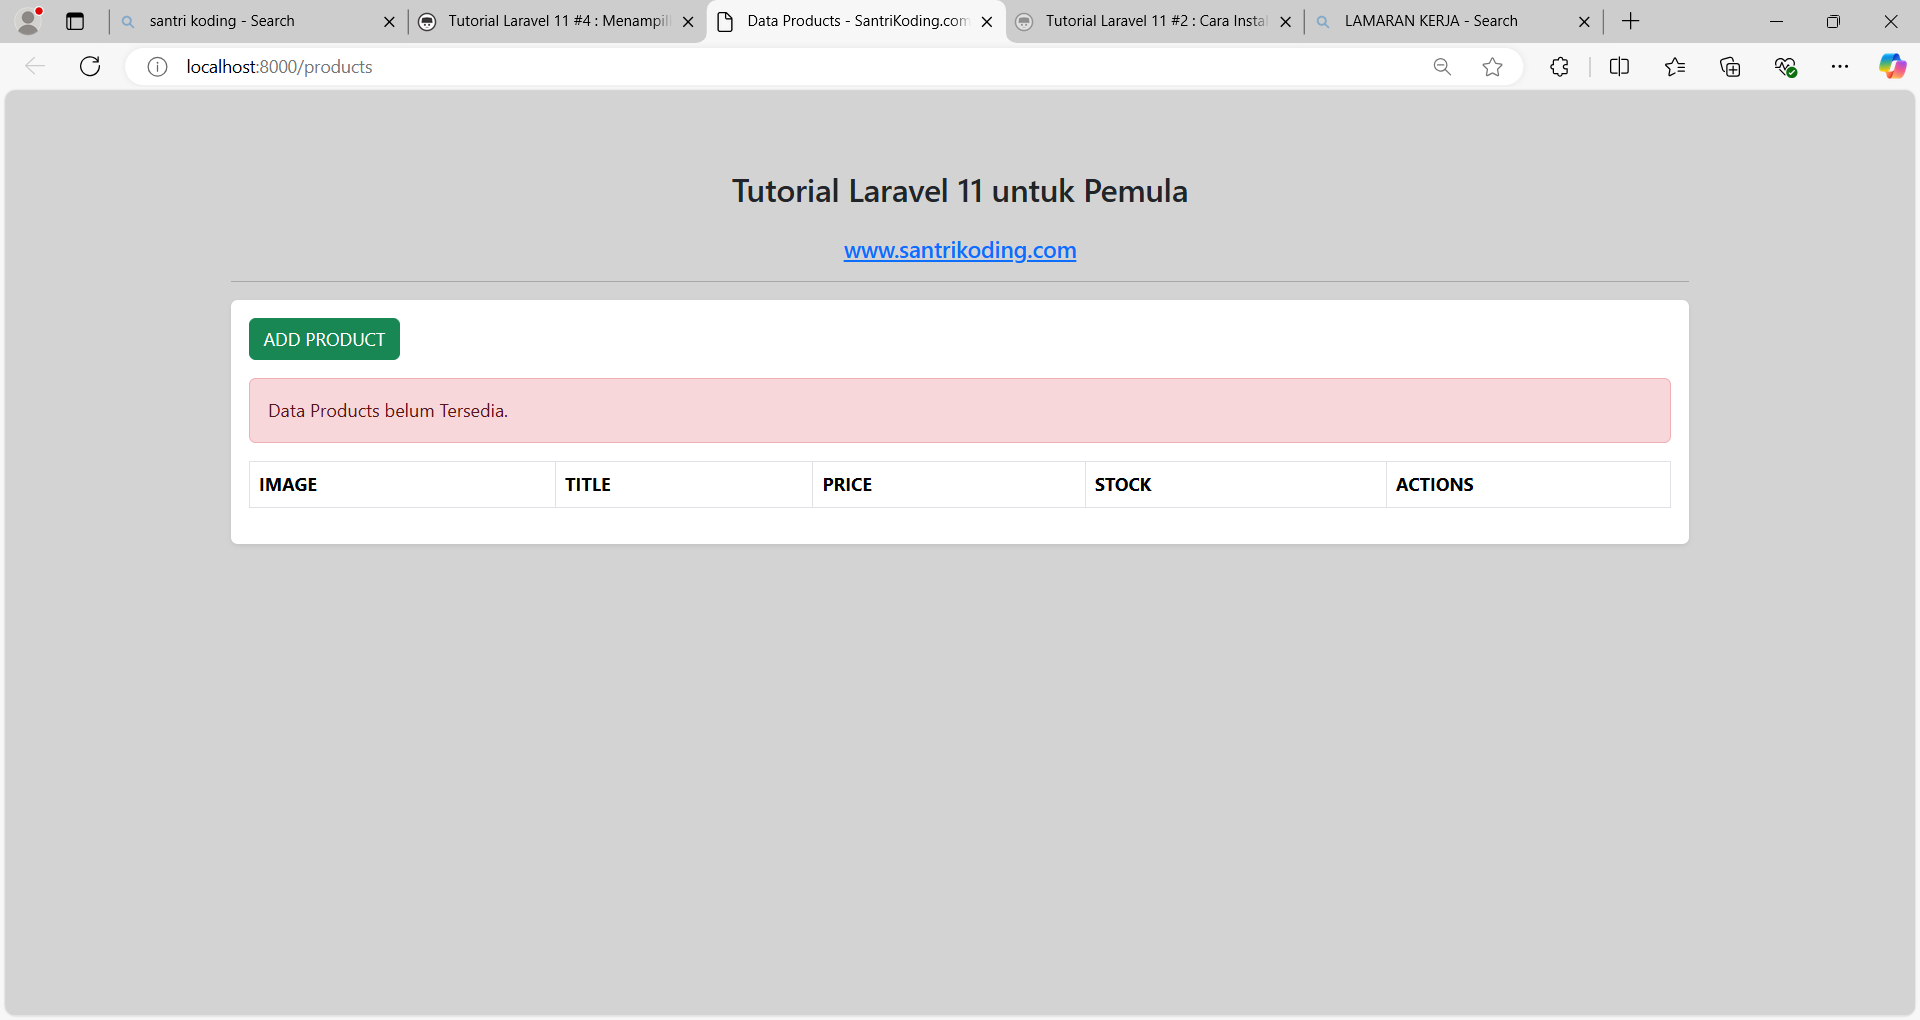 santri koding - Search
Tutorial Laravel 11 #4 : Menampil
Data Products - SantriKoding.com
Tutorial Laravel 11 #2 : Cara Instal
LAMARAN KERJA - Search
localhost:8000/products
Tutorial Laravel 11 untuk Pemula
www.santrikoding.com
ADD PRODUCT
Data Products belum Tersedia.
IMAGE TITLE PRICE STOCK ACTIONS